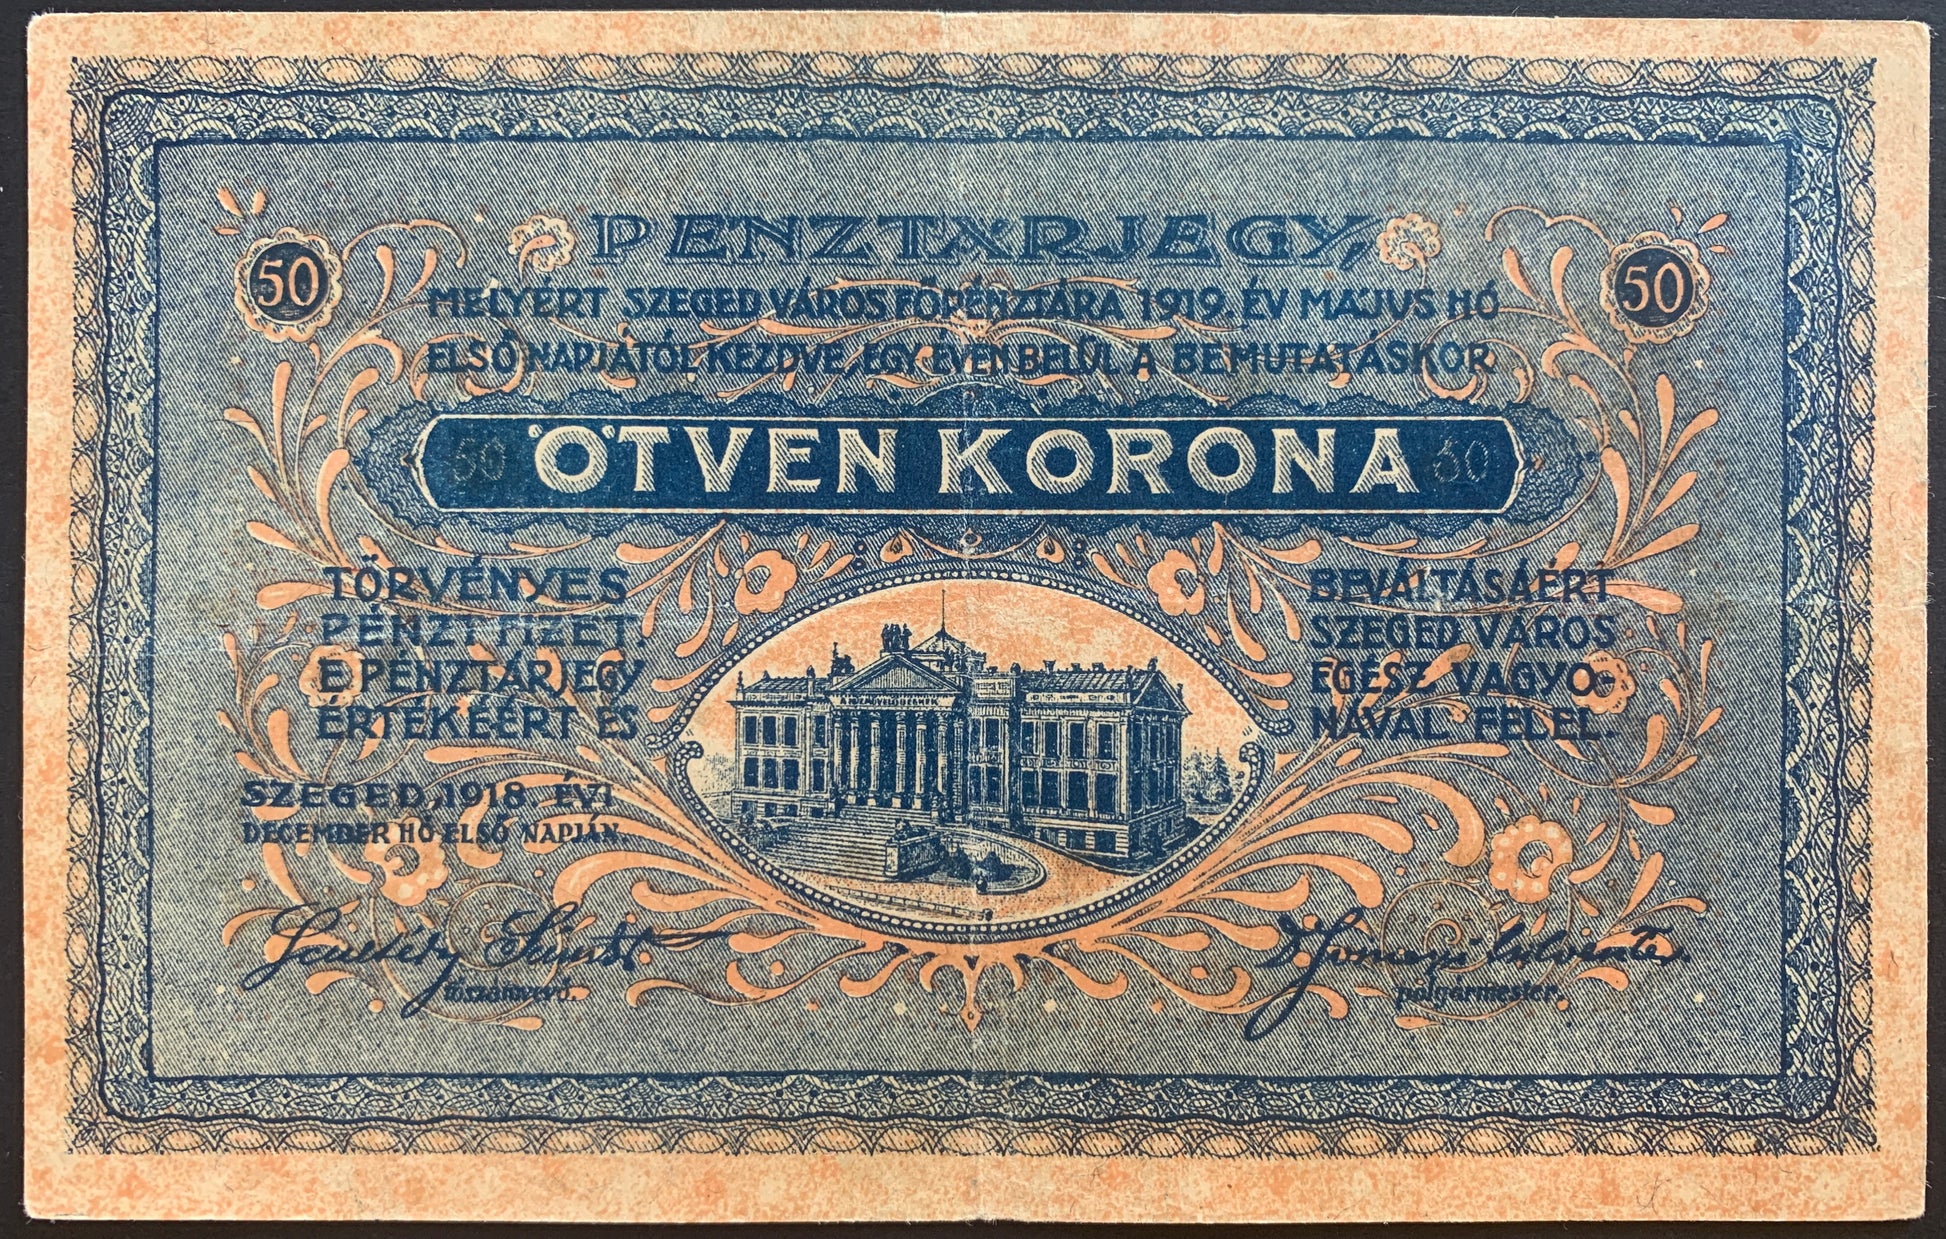 PÉNZTÁRJEGY,
50
50
MELYÉRT SZEGED VÁROS FŐPÉNZTÁRA 1919. ÉV MÁJUS HÓ
ELSŐ NAPJÁTÓL KEZDVE, EGY ÉVEN BELÜL A BEMUTATÁSKOR
50 ÖTVEN KORONA 50
TÖRVÉNYES
PÉNZT FIZET,
E PÉNZTÁRJEGY
ÉRTÉKÉÉRT ÉS
BEVÁLTÁSÁÉRT
SZEGED VÁROS
EGÉSZ VAGYO-
NÁVAL FELEL.
A KÖZMŰVELŐDÉSNEK
SZEGED, 1918. ÉVI
DECEMBER HÓ ELSŐ NAPJÁN.
főszámvevő.
polgármester.